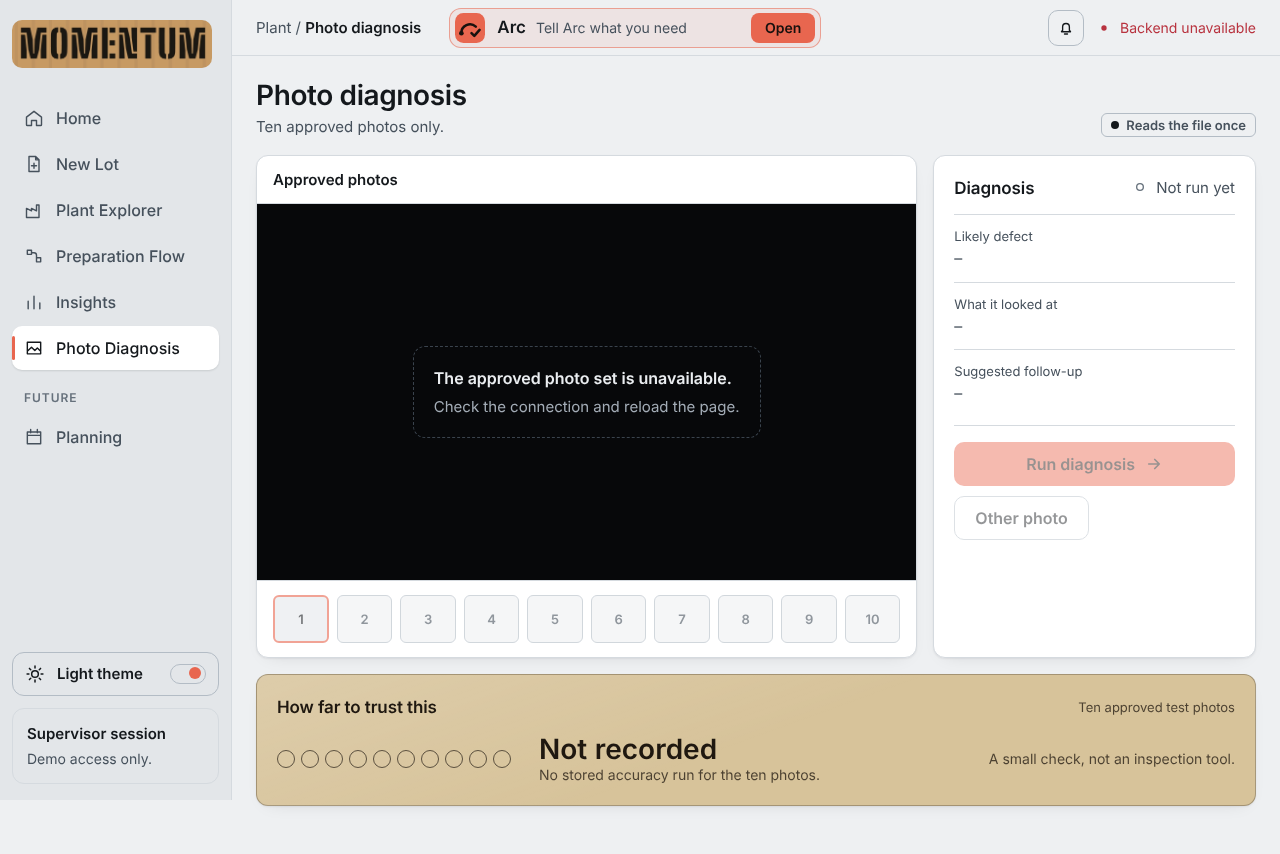 MOMENTUM
Home
New Lot
Plant Explorer
Preparation Flow
Insights
Photo Diagnosis
FUTURE
Planning
Light theme
Supervisor session
Demo access only.
Plant / Photo diagnosis
Arc Tell Arc what you need Open
Backend unavailable
Photo diagnosis
Ten approved photos only.
Reads the file once
Approved photos
The approved photo set is unavailable.
Check the connection and reload the page.
1 2 3 4 5 6 7 8 9 10
Diagnosis Not run yet
Likely defect
–
What it looked at
–
Suggested follow-up
–
Run diagnosis →
Other photo
How far to trust this
Ten approved test photos
Not recorded
No stored accuracy run for the ten photos.
A small check, not an inspection tool.